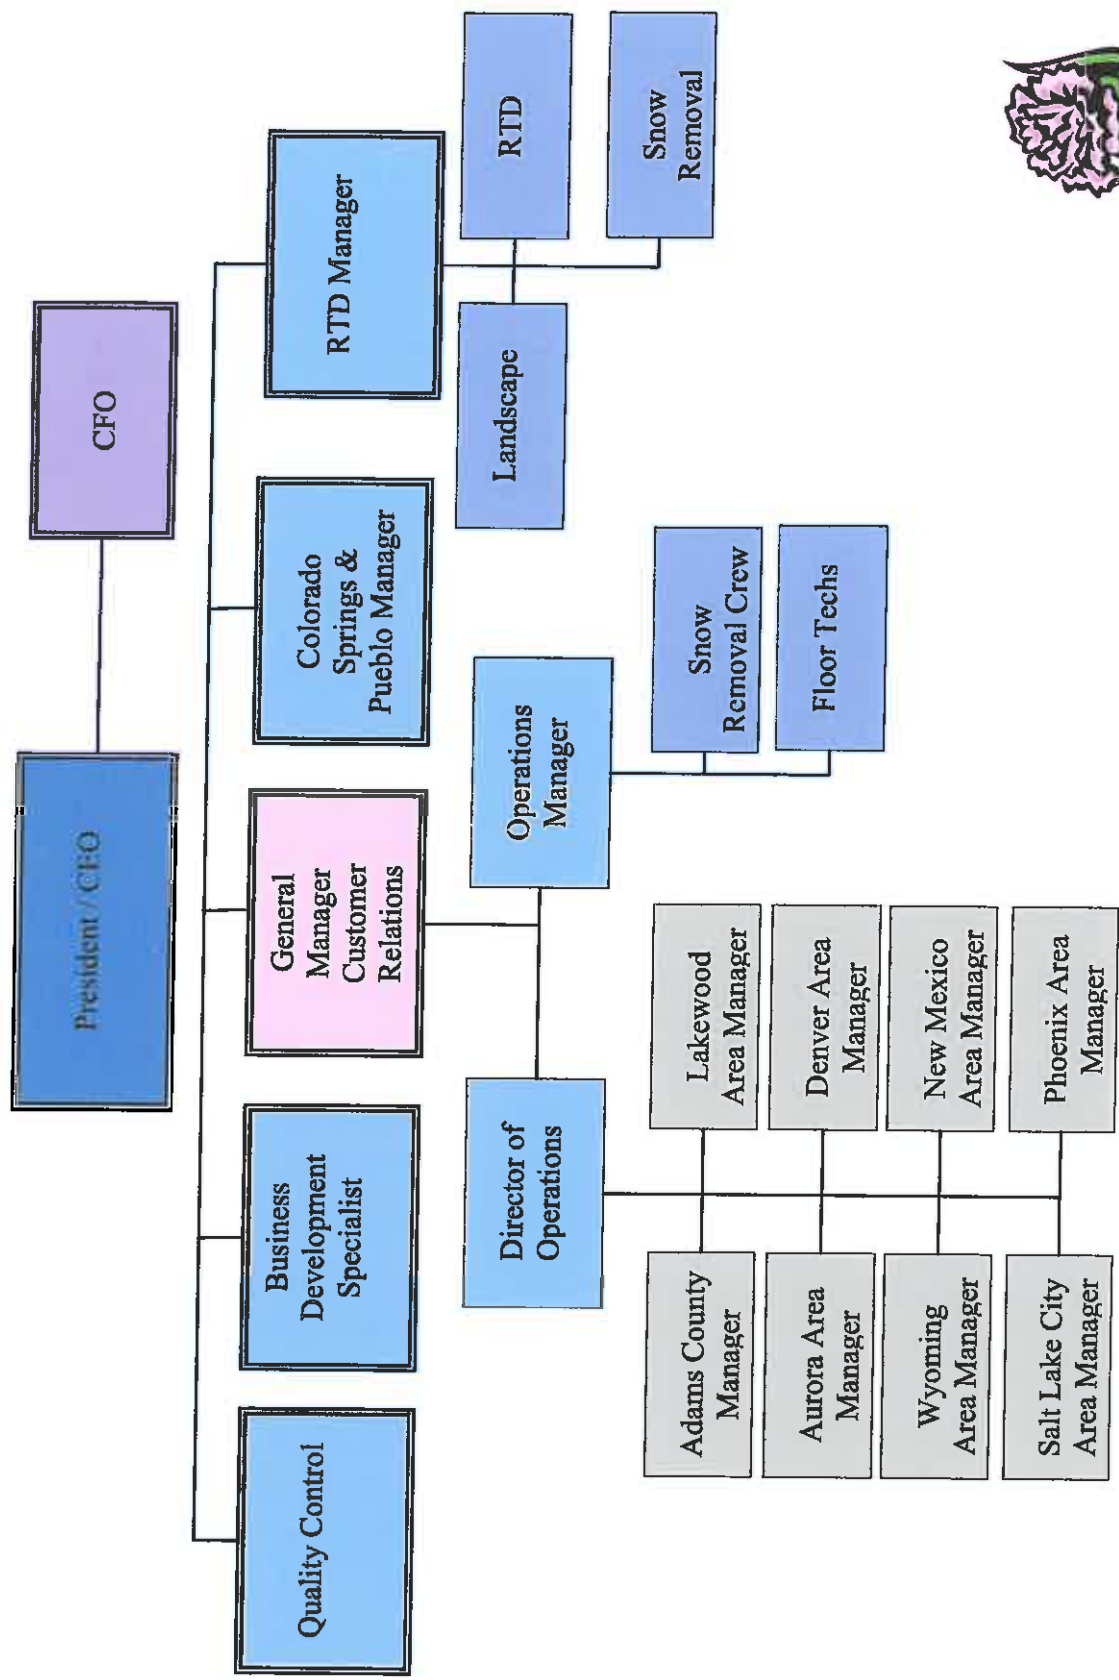 President / CEO
CFO
Quality Control
Business
Development
Specialist
General
Manager
Customer
Relations
Colorado
Springs &
Pueblo Manager
RTD Manager
Director of
Operations
Operations
Manager
Landscape
RTD
Snow
Removal
Snow
Removal Crew
Floor Techs
Adams County
Manager
Lakewood
Area Manager
Aurora Area
Manager
Denver Area
Manager
Wyoming
Area Manager
New Mexico
Area Manager
Salt Lake City
Area Manager
Phoenix Area
Manager